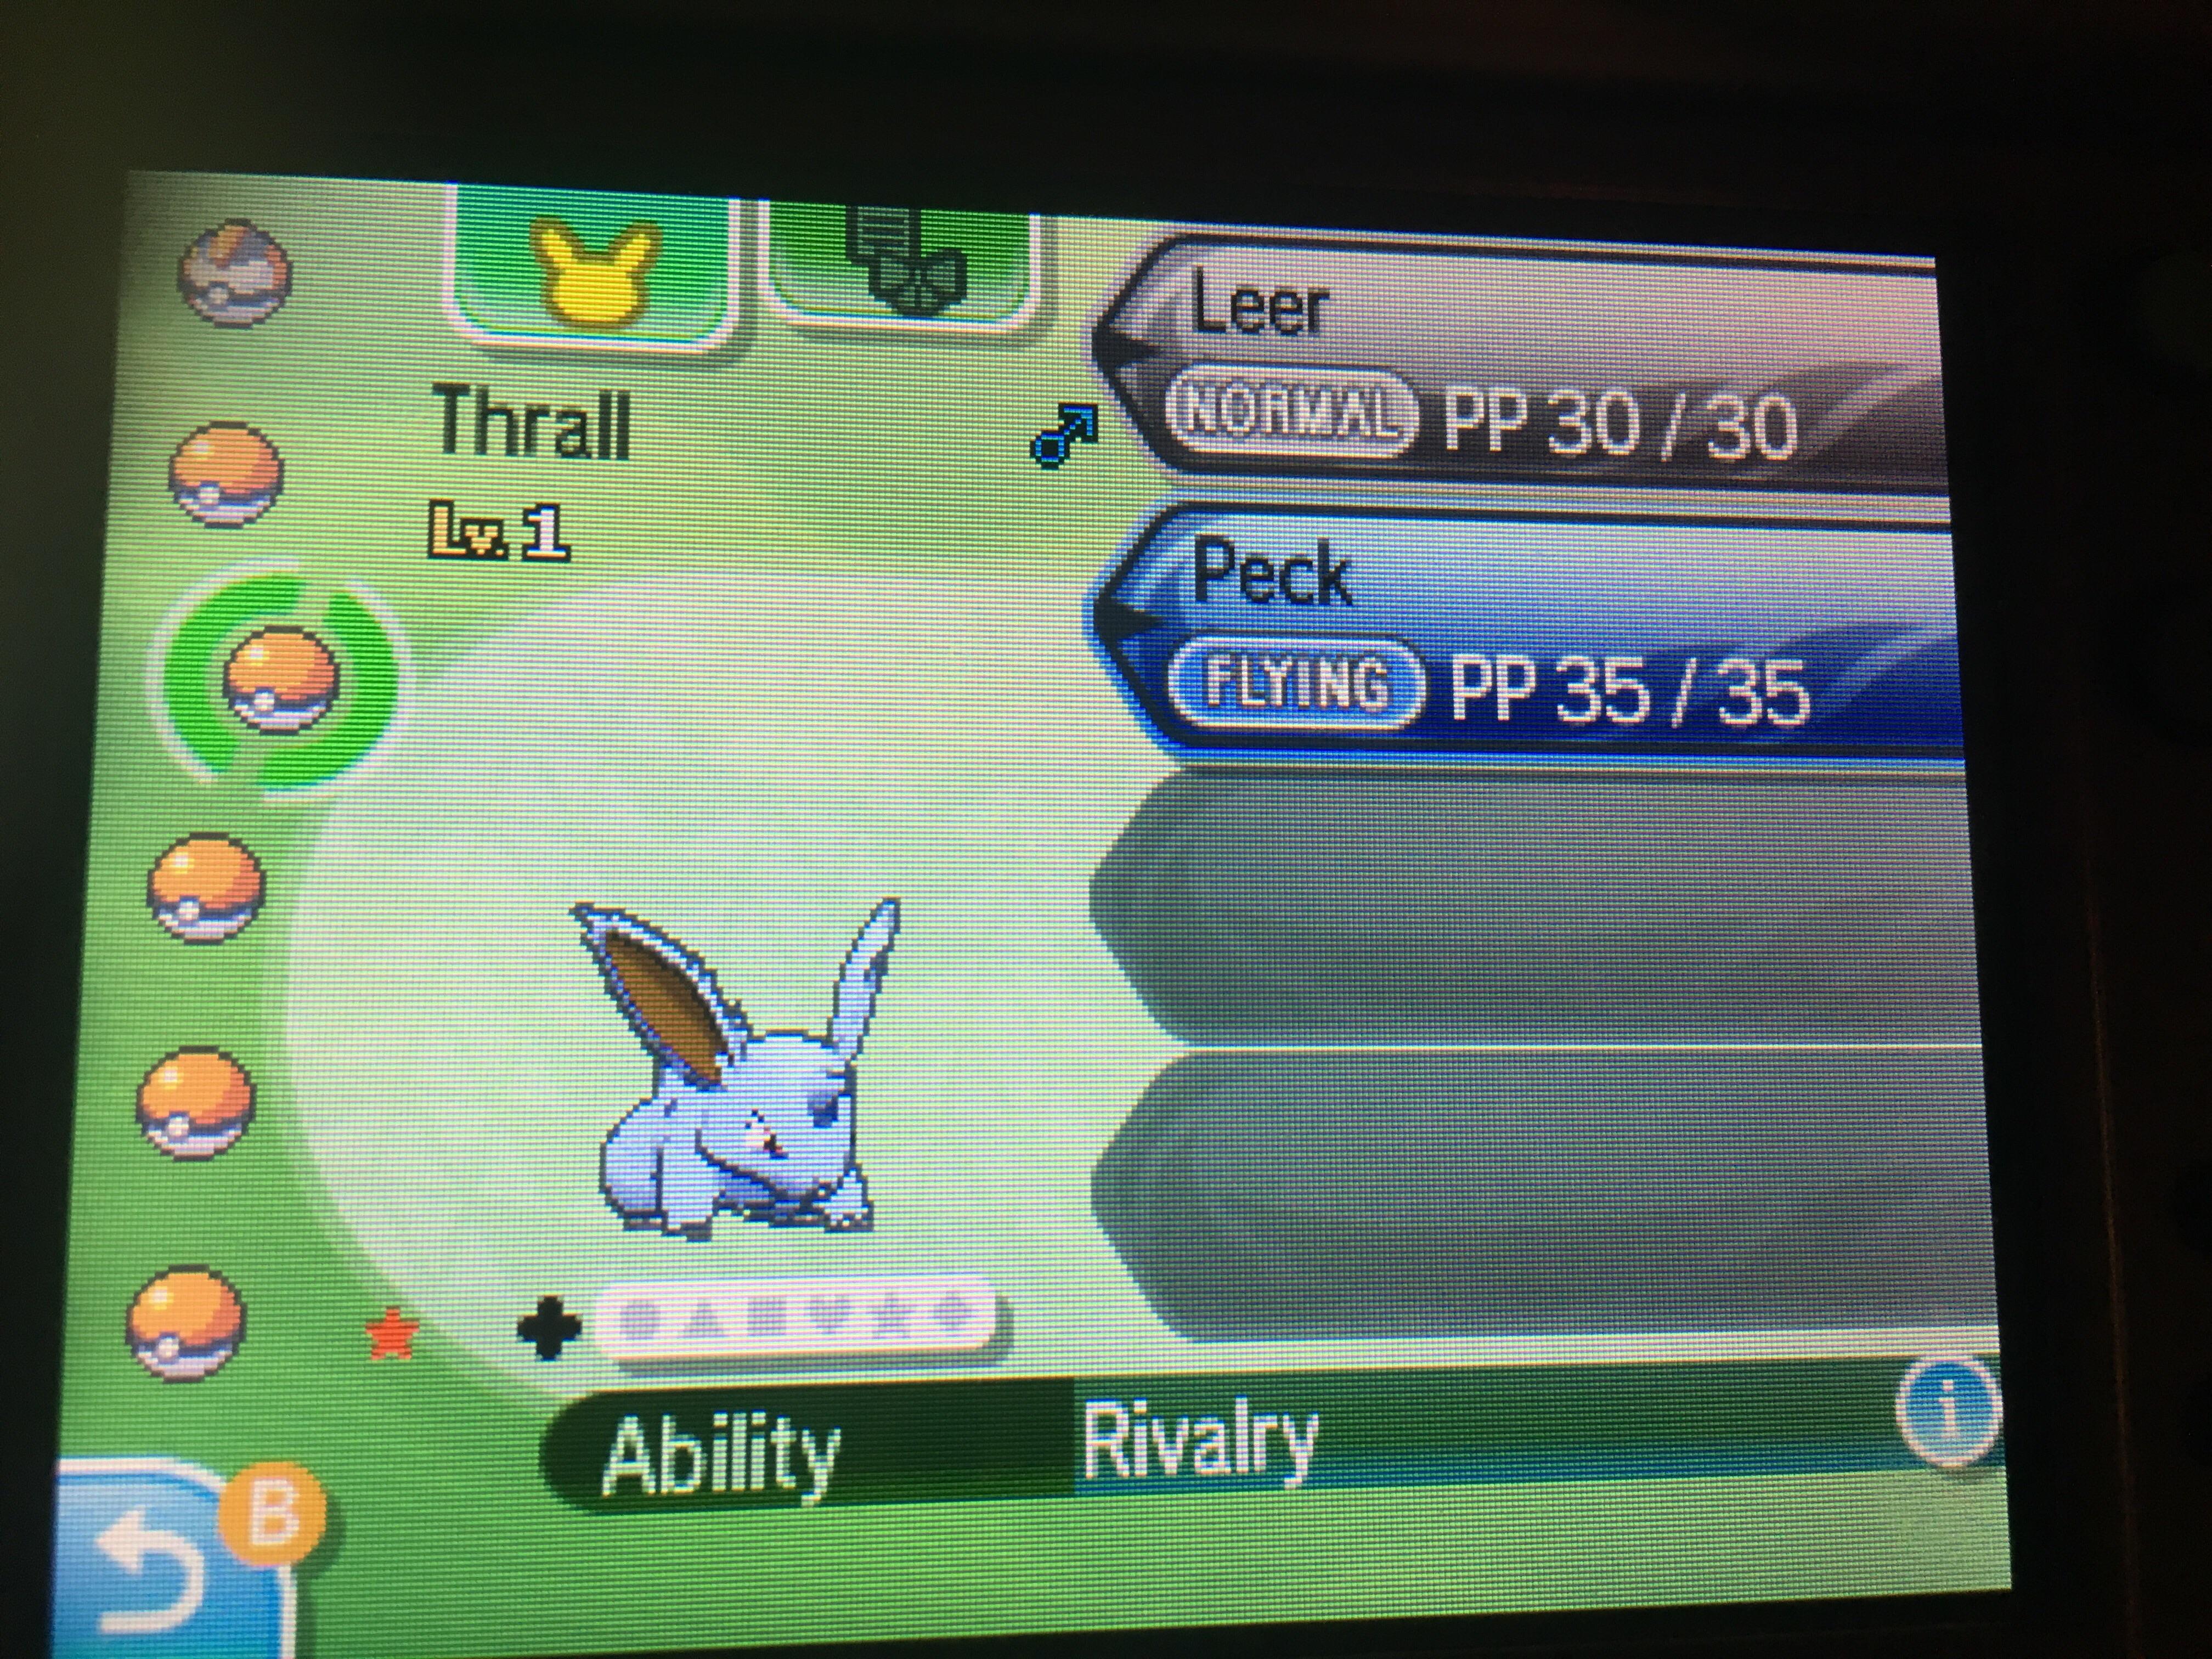 Thrall
Lv. 1
Leer
NORMAL PP 30 / 30
Peck
FLYING PP 35 / 35
Ability Rivalry
i
B